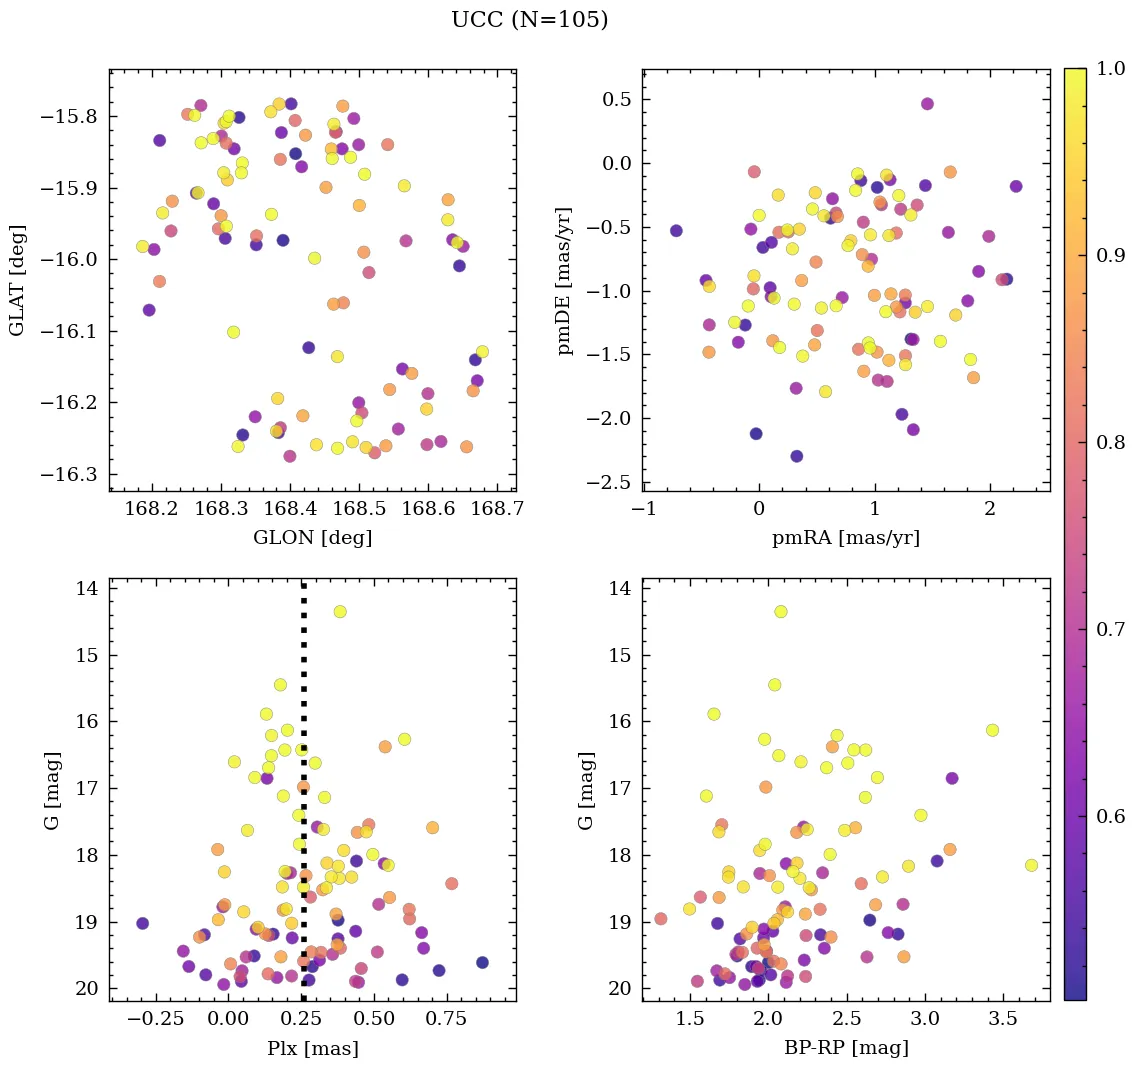 UCC (N=105)
−15.8
−15.9
−16.0
−16.1
−16.2
−16.3
GLAT [deg]
168.2 168.3 168.4 168.5 168.6 168.7
GLON [deg]
0.5
0.0
−0.5
−1.0
−1.5
−2.0
−2.5
pmDE [mas/yr]
−1 0 1 2
pmRA [mas/yr]
14
15
16
17
18
19
20
G [mag]
−0.25 0.00 0.25 0.50 0.75
Plx [mas]
14
15
16
17
18
19
20
G [mag]
1.5 2.0 2.5 3.0 3.5
BP-RP [mag]
1.0
0.9
0.8
0.7
0.6